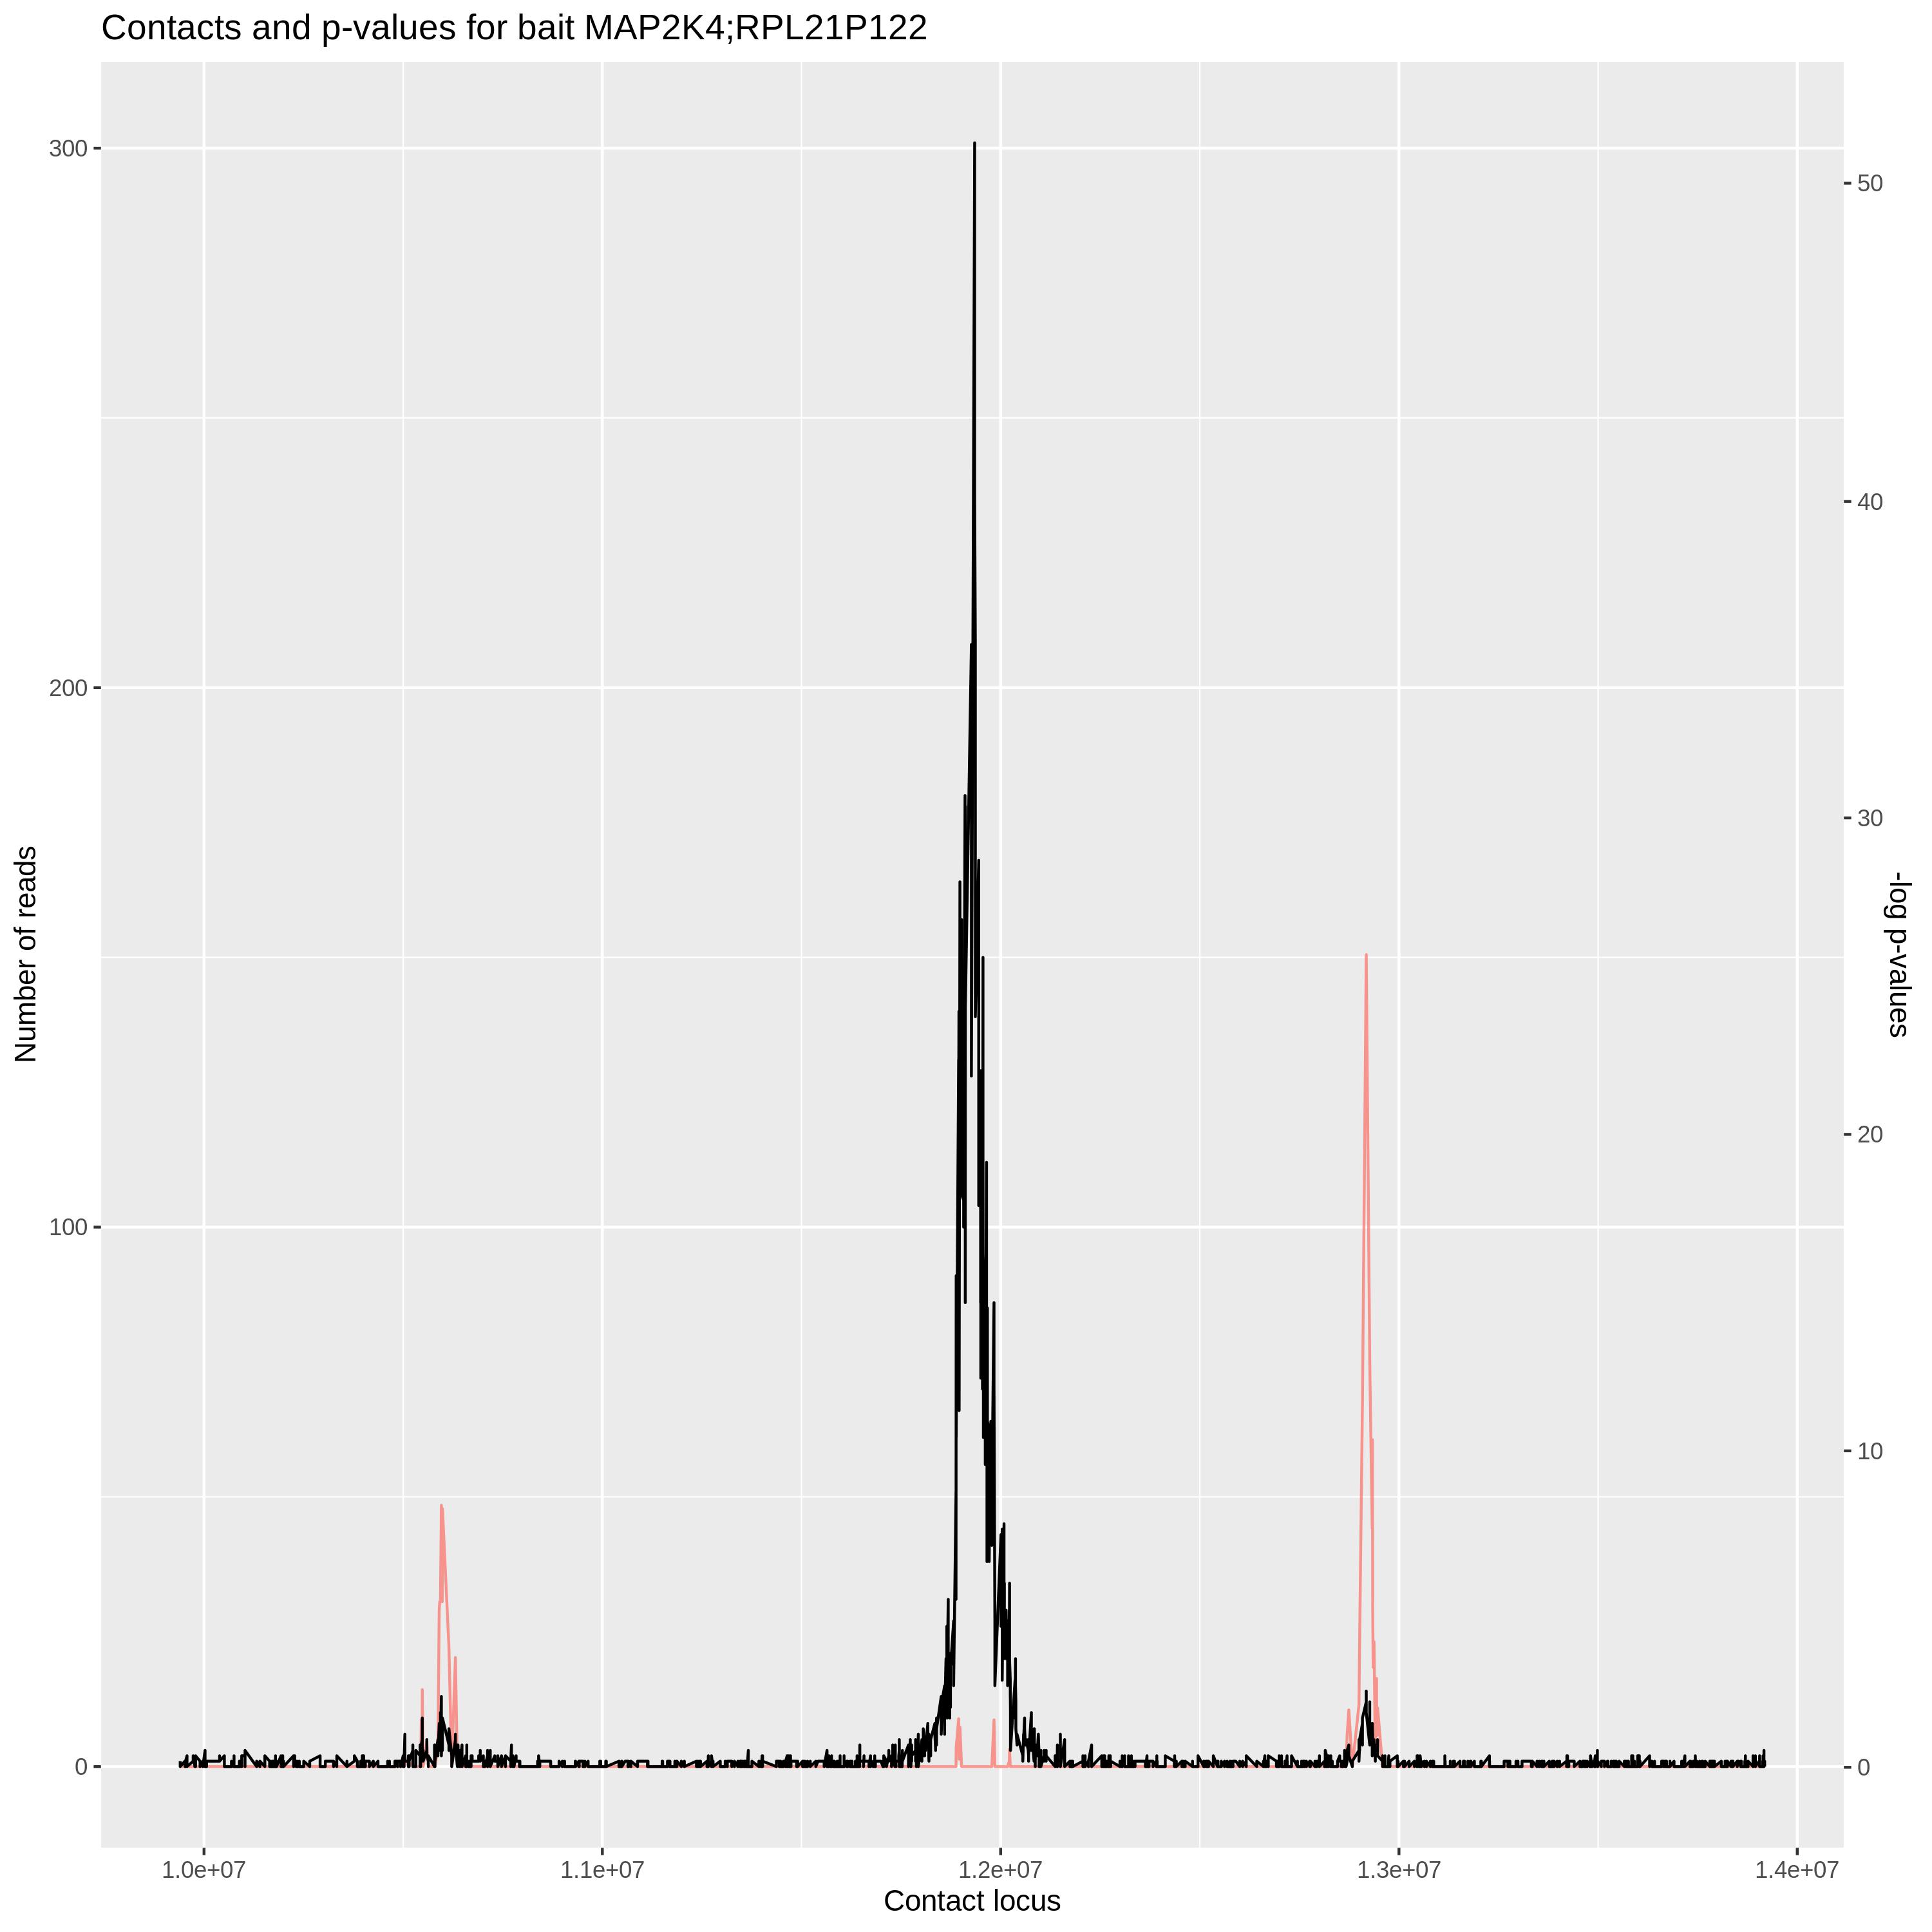 Contacts and p-values for bait MAP2K4;RPL21P122
300
200
100
0
Number of reads
50
40
30
20
10
0
-log p-values
1.0e+07
1.1e+07
1.2e+07
1.3e+07
1.4e+07
Contact locus